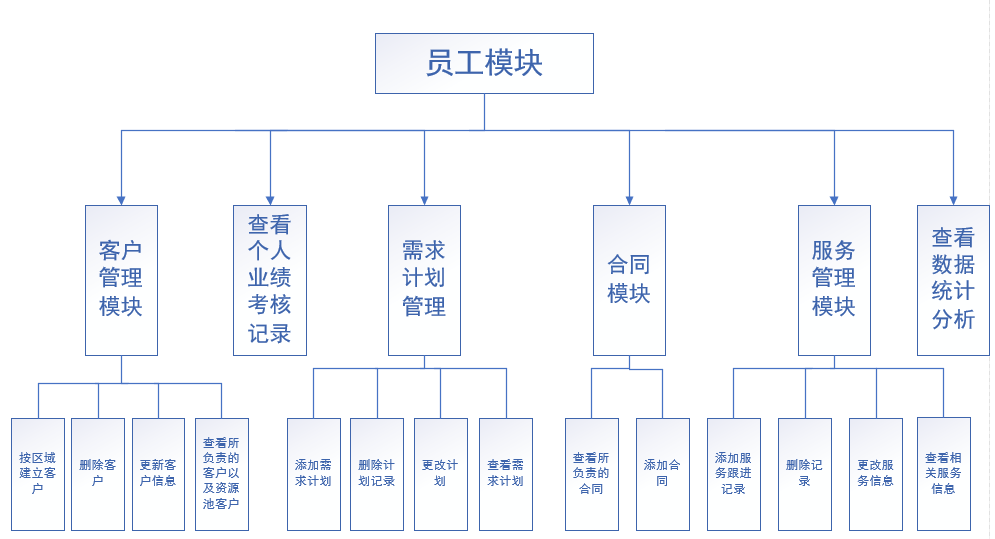 员工模块
客户
管理
模块
查看
个人
业绩
考核
记录
需求
计划
管理
合同
模块
服务
管理
模块
查看
数据
统计
分析
按区域
建立客
户
删除客
户
更新客
户信息
查看所
负责的
客户以
及资源
池客户
添加需
求计划
删除计
划记录
更改计
划
查看需
求计划
查看所
负责的
合同
添加合
同
添加服
务跟进
记录
删除记
录
更改服
务信息
查看相
关服务
信息